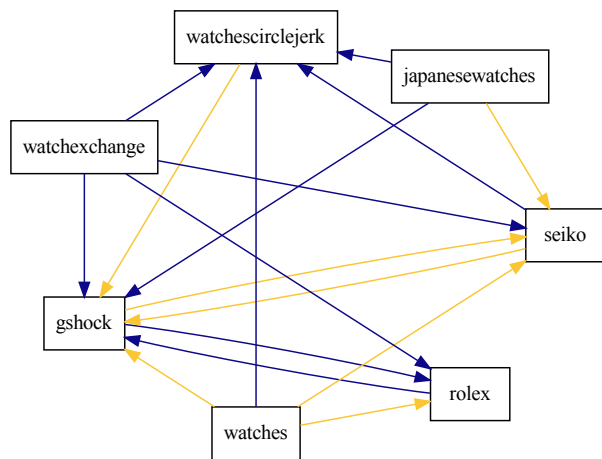 watchescirclejerk
japanesewatches
watchexchange
seiko
gshock
rolex
watches